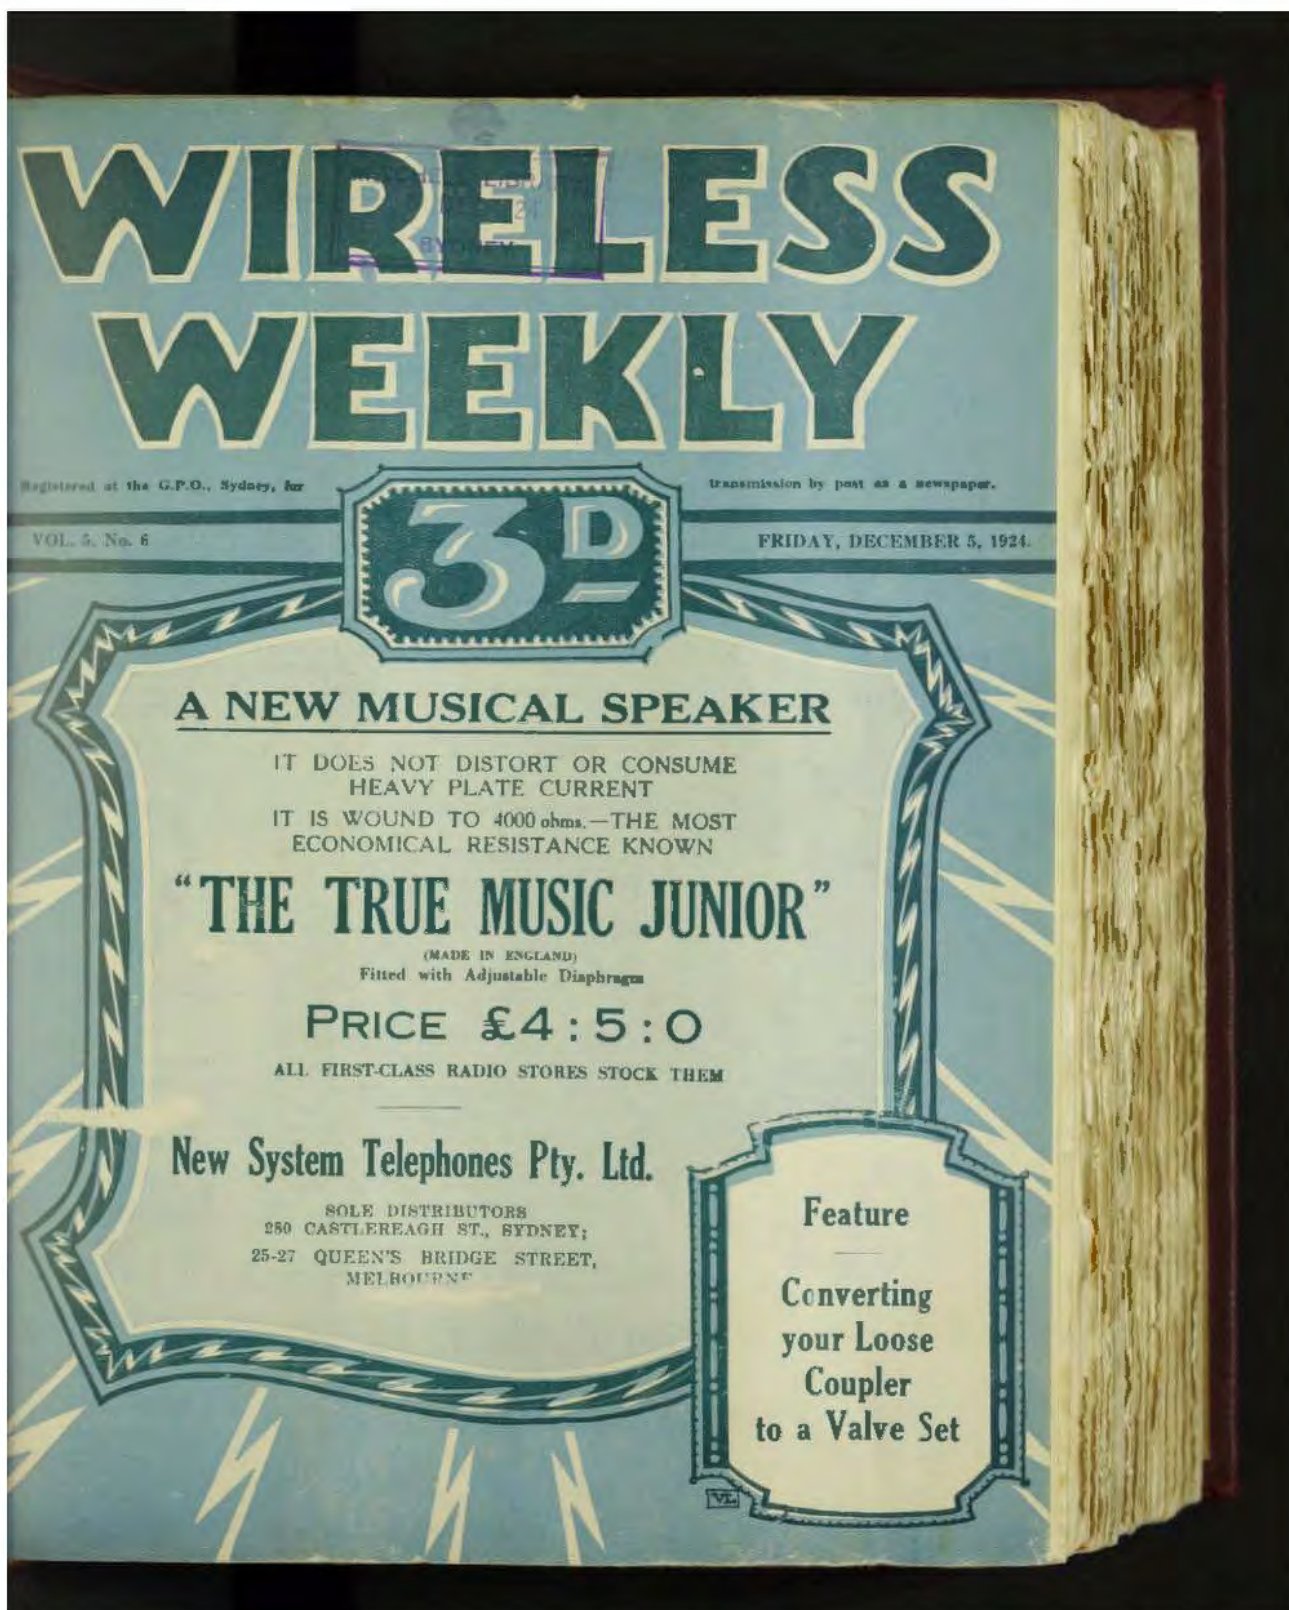 WIRELESS
WEEKLY
Registered at the G.P.O., Sydney, for
transmission by post as a newspaper.
VOL. 5. No. 6
3D
FRIDAY, DECEMBER 5, 1924.
A NEW MUSICAL SPEAKER
IT DOES NOT DISTORT OR CONSUME
HEAVY PLATE CURRENT
IT IS WOUND TO 4000 ohms.—THE MOST
ECONOMICAL RESISTANCE KNOWN
"THE TRUE MUSIC JUNIOR"
(MADE IN ENGLAND)
Fitted with Adjustable Diaphragm
PRICE £4:5:0
ALL FIRST-CLASS RADIO STORES STOCK THEM
New System Telephones Pty. Ltd.
SOLE DISTRIBUTORS
280 CASTLEREAGH ST., SYDNEY;
25-27 QUEEN'S BRIDGE STREET,
MELBOURNE
Feature
Converting
your Loose
Coupler
to a Valve Set
VL
SYDNEY